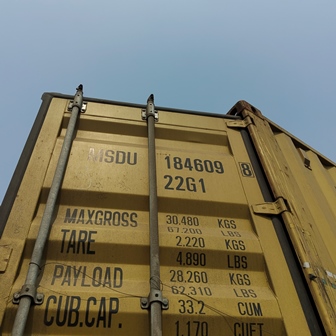 MSDU 184609 8
22G1
MAXGROSS 30.480 KGS
67.200 LBS
TARE 2.220 KGS
4.890 LBS
PAYLOAD 28.260 KGS
62,310 LBS
CUB.CAP. 33.2 CUM
1.170 CUFT